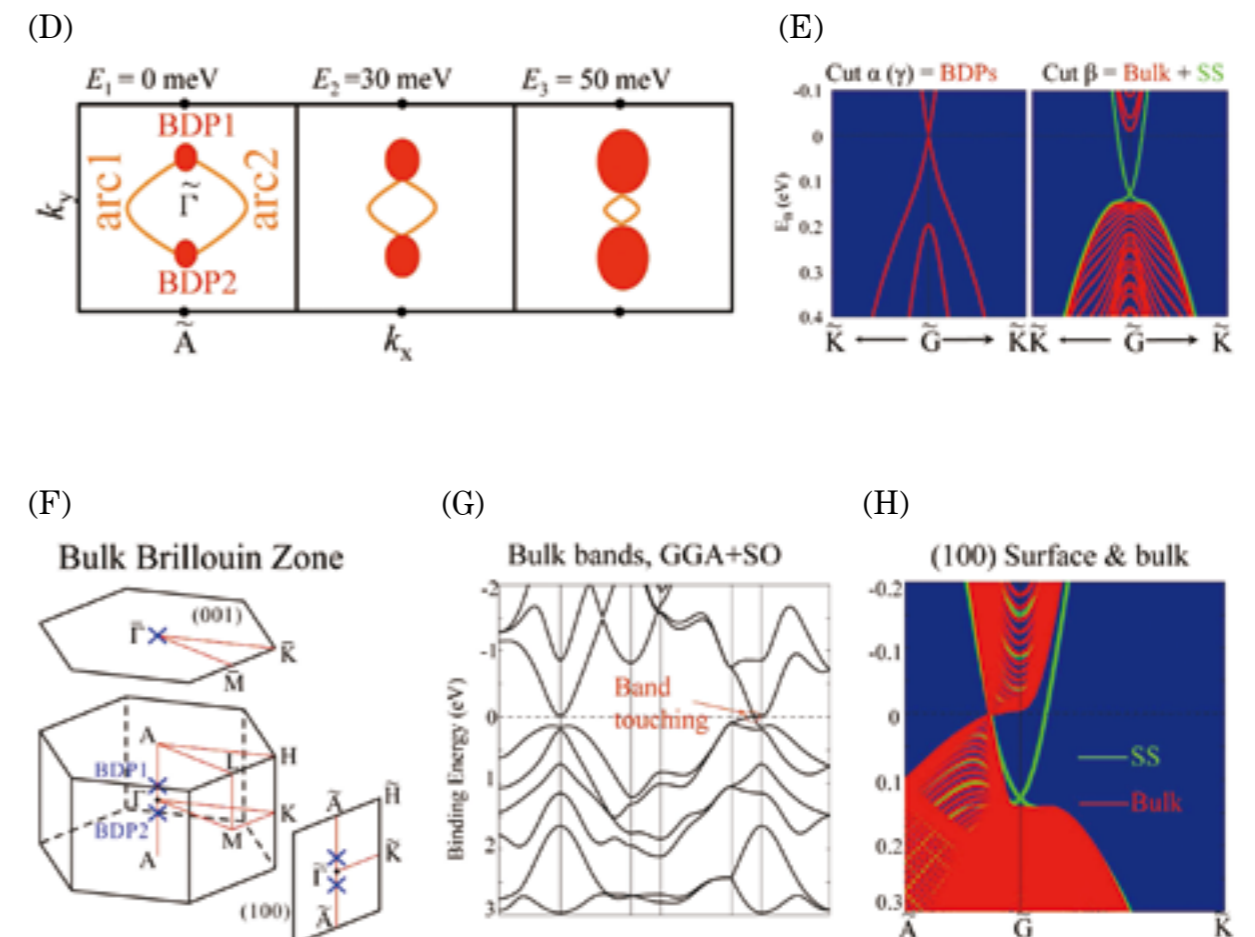 (D)
E₁ = 0 meV E₂ =30 meV E₃ = 50 meV
BDP1
arc1
Γ̃
arc2
BDP2
k_y
Ã
k_x
(E)
Cut α (γ) = BDPs Cut β = Bulk + SS
-0.1
0
0.1
0.2
0.3
0.4
E_B (eV)
K̃ G̃ K̃ K̃ G̃ K̃
(F)
Bulk Brillouin Zone
(001)
Γ̄
K̄
M̄
A
L
H
BDP1
Γ
BDP2
K
M
A
Ã
H̃
K̃
Γ̃
Ã
(100)
(G)
Bulk bands, GGA+SO
-2
-1
0
1
2
3
Binding Energy (eV)
Band
touching
(H)
(100) Surface & bulk
-0.2
-0.1
0
0.1
0.2
0.3
SS
Bulk
Ã G̃ K̃